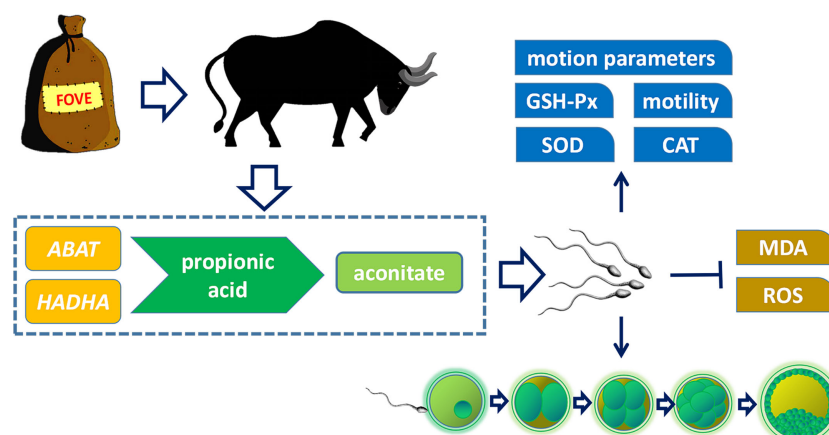 FOVE
motion parameters
GSH-Px
motility
SOD
CAT
ABAT
HADHA
propionic
acid
aconitate
MDA
ROS